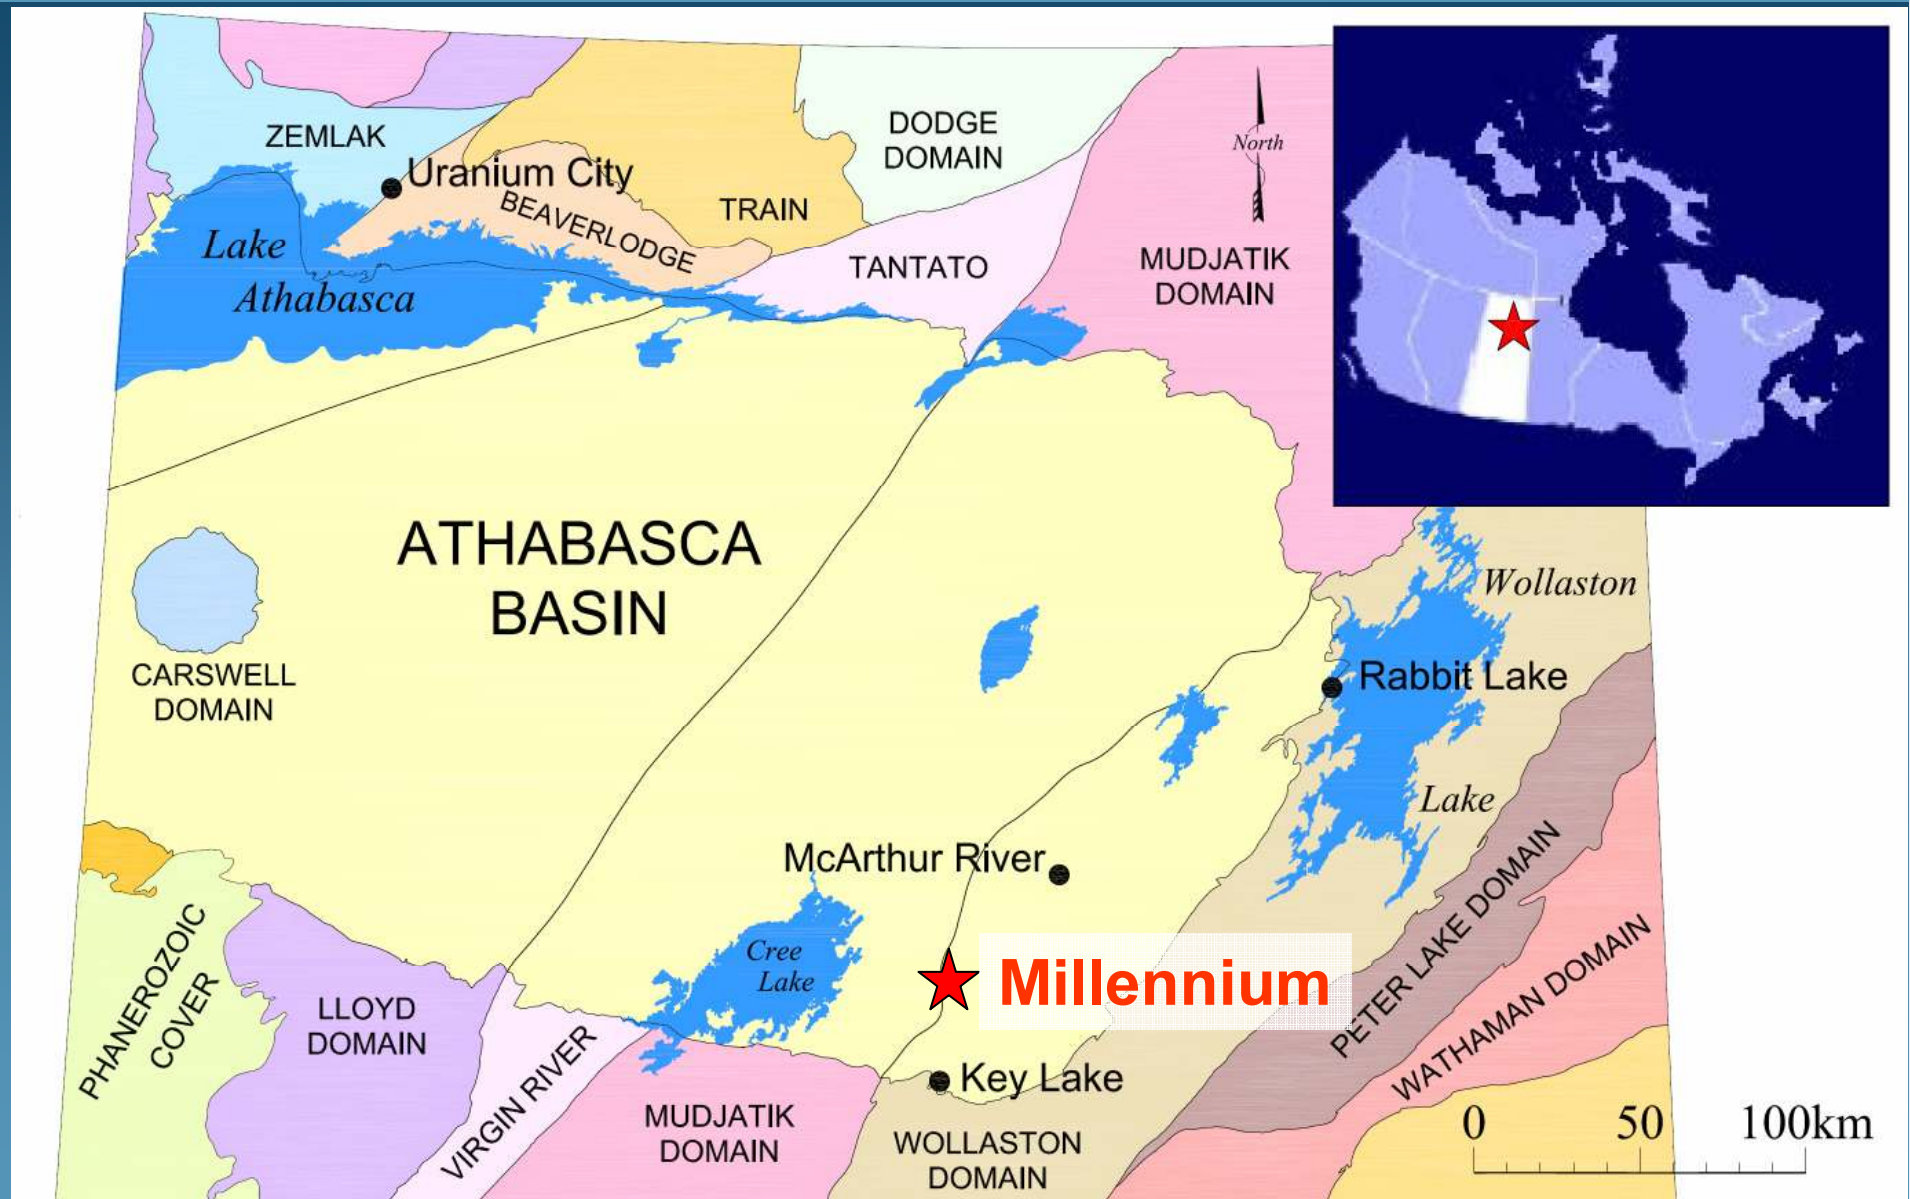 ZEMLAK
Uranium City
BEAVERLODGE
TRAIN
DODGE
DOMAIN
North
Lake
Athabasca
TANTATO
MUDJATIK
DOMAIN
ATHABASCA
BASIN
CARSWELL
DOMAIN
Wollaston
Rabbit Lake
Lake
McArthur River
Cree
Lake
Millennium
PHANEROZOIC
COVER
LLOYD
DOMAIN
VIRGIN RIVER
Key Lake
MUDJATIK
DOMAIN
WOLLASTON
DOMAIN
PETER LAKE DOMAIN
WATHAMAN DOMAIN
0 50 100km